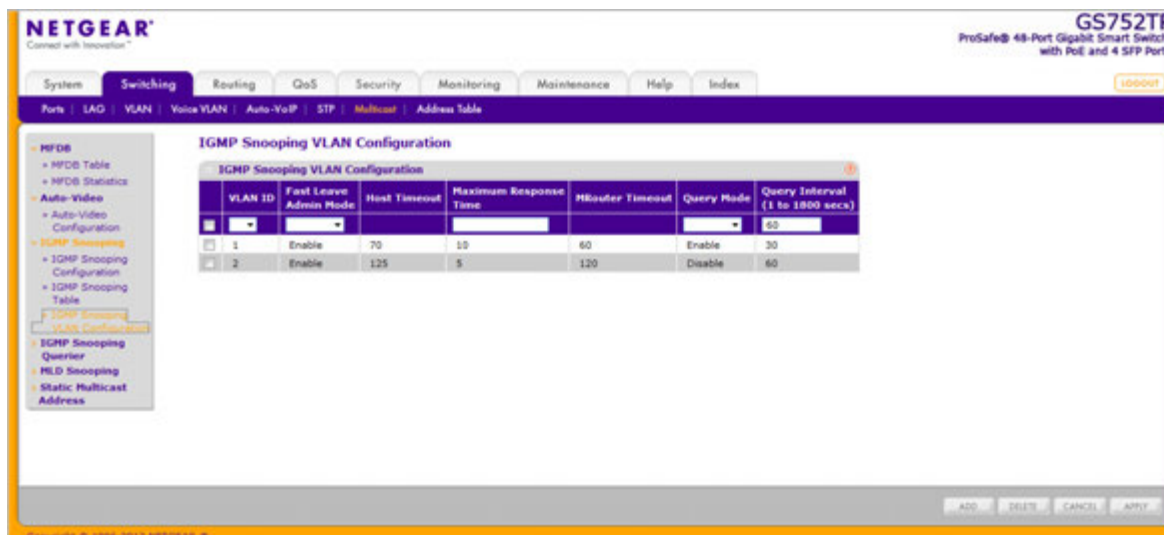 NETGEAR®
Connect with Innovation™
GS752TP
ProSafe® 48-Port Gigabit Smart Switch
with PoE and 4 SFP Port
System Switching Routing QoS Security Monitoring Maintenance Help Index
LOGOUT
Ports | LAG | VLAN | Voice VLAN | Auto-VoIP | STP | Multicast | Address Table
MFDB
» MFDB Table
» MFDB Statistics
Auto-Video
» Auto-Video
Configuration
IGMP Snooping
» IGMP Snooping
Configuration
» IGMP Snooping
Table
» IGMP Snooping
VLAN Configuration
IGMP Snooping
Querier
MLD Snooping
Static Multicast
Address
IGMP Snooping VLAN Configuration
IGMP Snooping VLAN Configuration
VLAN ID Fast Leave Admin Mode Host Timeout Maximum Response Time MRouter Timeout Query Mode Query Interval (1 to 1800 secs)
60
1 Enable 70 10 60 Enable 30
2 Enable 125 5 120 Disable 60
ADD DELETE CANCEL APPLY